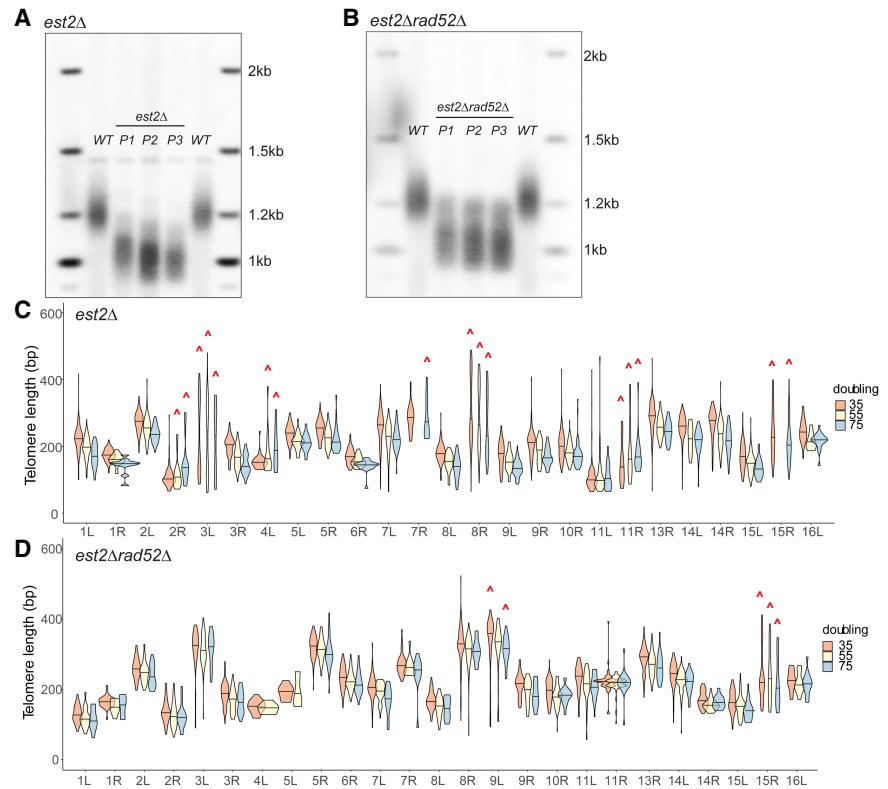 A
est2Δ
2kb
est2Δ
WT P1 P2 P3 WT
1.5kb
1.2kb
1kb
B
est2Δrad52Δ
2kb
est2Δrad52Δ
WT P1 P2 P3 WT
1.5kb
1.2kb
1kb
C
est2Δ
Telomere length (bp)
600
400
200
0
^ ^ ^ ^ ^ ^ ^ ^ ^ ^ ^ ^ ^ ^ ^ ^ ^
doubling
35
55
75
1L 1R 2L 2R 3L 3R 4L 5L 5R 6R 7L 7R 8L 8R 9L 9R 10R 11L 11R 13R 14L 14R 15L 15R 16L
D
est2Δrad52Δ
Telomere length (bp)
600
400
200
0
^ ^ ^ ^ ^
doubling
35
55
75
1L 1R 2L 2R 3L 3R 4L 5L 5R 6R 7L 7R 8L 8R 9L 9R 10R 11L 11R 13R 14L 14R 15L 15R 16L